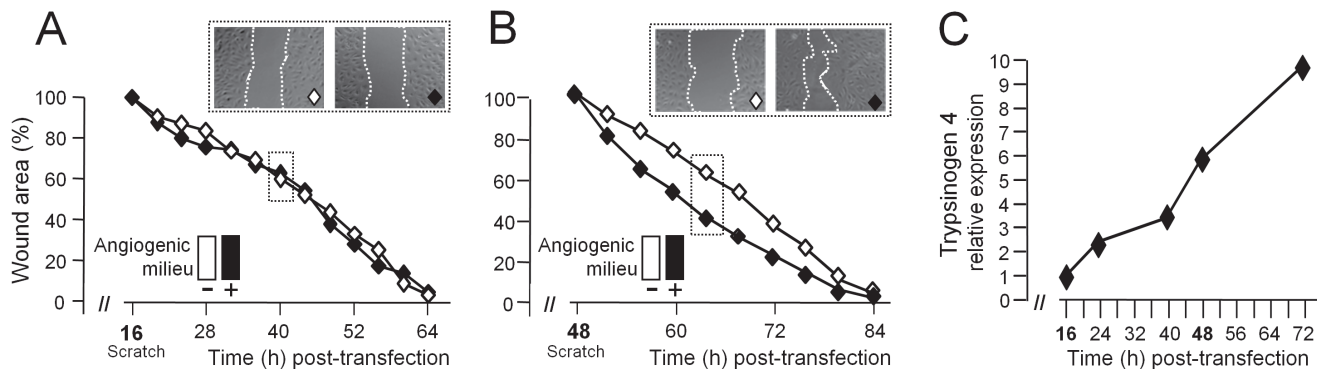 A
100
80
60
40
20
0
Wound area (%)
Angiogenic
milieu
- +
//
16 28 40 52 64
Scratch
Time (h) post-transfection
B
100
80
60
40
20
0
Angiogenic
milieu
- +
//
48 60 72 84
Scratch
Time (h) post-transfection
C
10
9
8
7
6
5
4
3
2
1
0
Trypsinogen 4
relative expression
//
16 24 32 40 48 56 64 72
Time (h) post-transfection